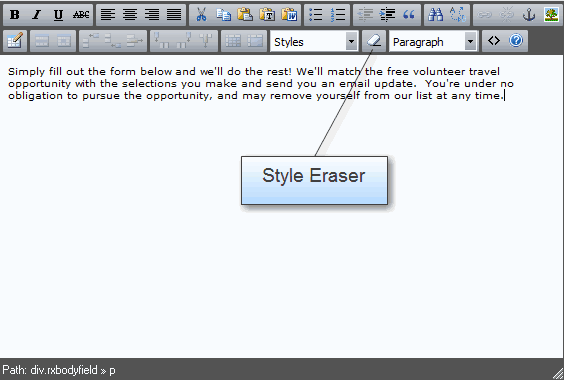 B I U ABC
Styles Paragraph
Simply fill out the form below and we'll do the rest! We'll match the free volunteer travel
opportunity with the selections you make and send you an email update.  You're under no
obligation to pursue the opportunity, and may remove yourself from our list at any time.
Style Eraser
Path: div.rxbodyfield » p